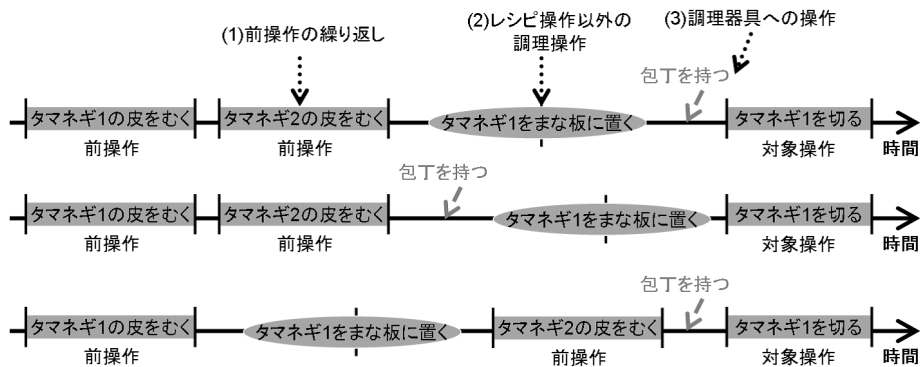 (1)前操作の繰り返し
(2)レシピ操作以外の
調理操作
(3)調理器具への操作
包丁を持つ
タマネギ1の皮をむく タマネギ2の皮をむく タマネギ1をまな板に置く タマネギ1を切る
前操作 前操作 対象操作 時間
包丁を持つ
タマネギ1の皮をむく タマネギ2の皮をむく タマネギ1をまな板に置く タマネギ1を切る
前操作 前操作 対象操作 時間
包丁を持つ
タマネギ1の皮をむく タマネギ1をまな板に置く タマネギ2の皮をむく タマネギ1を切る
前操作 前操作 対象操作 時間